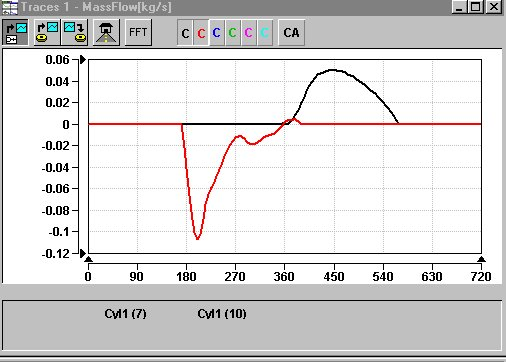 Traces 1 - MassFlow[kg/s]
FFT C C C C C C CA
0.06
0.04
0.02
0
-0.02
-0.04
-0.06
-0.08
-0.1
-0.12
0 90 180 270 360 450 540 630 720
Cyl1 (7) Cyl1 (10)